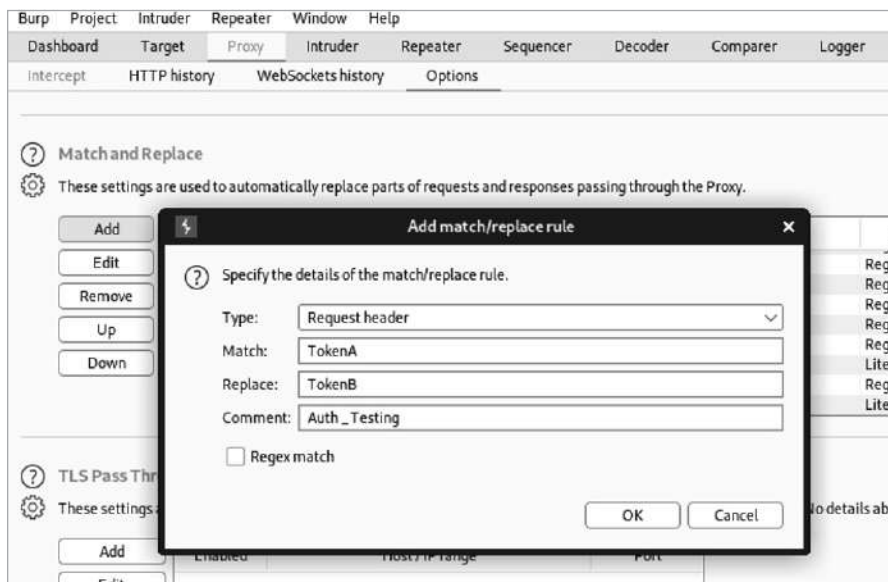 Burp Project Intruder Repeater Window Help
Dashboard Target Proxy Intruder Repeater Sequencer Decoder Comparer Logger
Intercept HTTP history WebSockets history Options
? Match and Replace
These settings are used to automatically replace parts of requests and responses passing through the Proxy.
Add
Edit
Remove
Up
Down
Add match/replace rule
? Specify the details of the match/replace rule.
Type: Request header
Match: TokenA
Replace: TokenB
Comment: Auth_Testing
Regex match
OK Cancel
Reg
Reg
Reg
Reg
Reg
Lite
Reg
Lite
? TLS Pass Thr
These settings
No details ab
Add Enabled Host / IP range Port